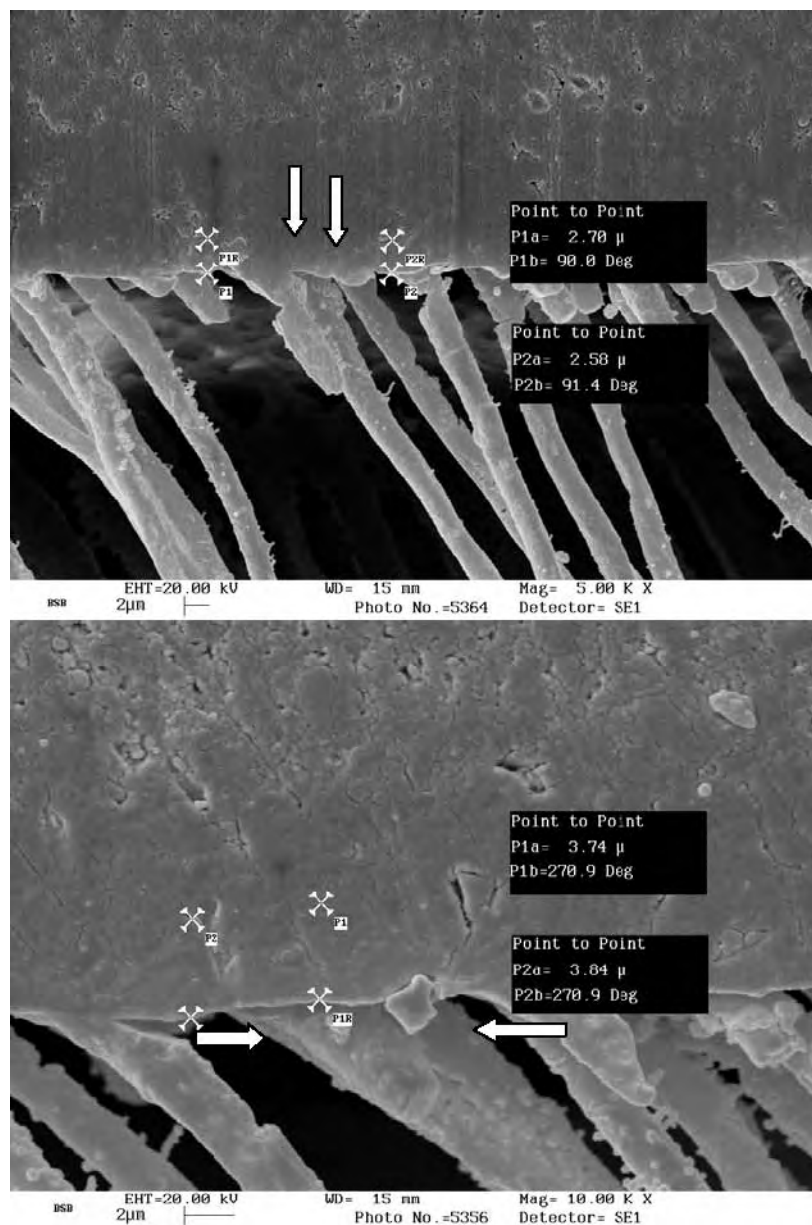 P1R
P2R
P1
P2
Point to Point
P1a= 2.70 µ
P1b= 90.0 Deg
Point to Point
P2a= 2.58 µ
P2b= 91.4 Deg
EHT=20.00 kV WD= 15 mm Mag= 5.00 K X
BSB 2µm Photo No.=5364 Detector= SE1
Point to Point
P1a= 3.74 µ
P1b=270.9 Deg
P2
P1
Point to Point
P2a= 3.84 µ
P2b=270.9 Deg
P1R
EHT=20.00 kV WD= 15 mm Mag= 10.00 K X
BSB 2µm Photo No.=5356 Detector= SE1